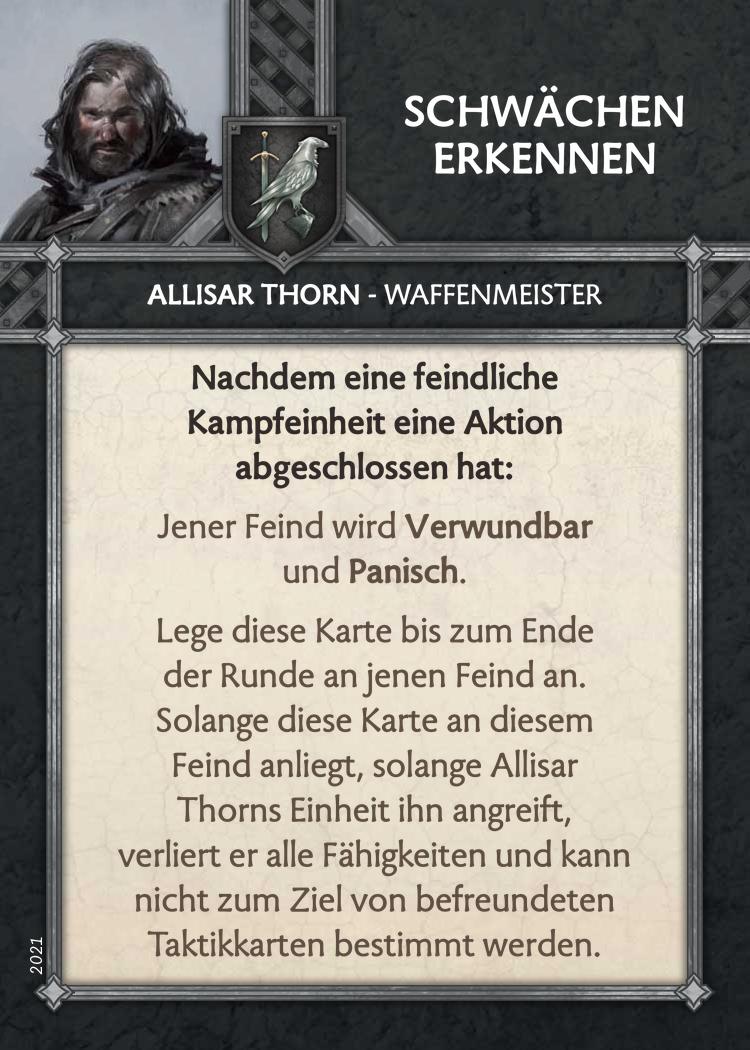 SCHWÄCHEN
ERKENNEN
ALLISAR THORN - WAFFENMEISTER
Nachdem eine feindliche
Kampfeinheit eine Aktion
abgeschlossen hat:
Jener Feind wird Verwundbar
und Panisch.
Lege diese Karte bis zum Ende
der Runde an jenen Feind an.
Solange diese Karte an diesem
Feind anliegt, solange Allisar
Thorns Einheit ihn angreift,
verliert er alle Fähigkeiten und kann
nicht zum Ziel von befreundeten
Taktikkarten bestimmt werden.
2021